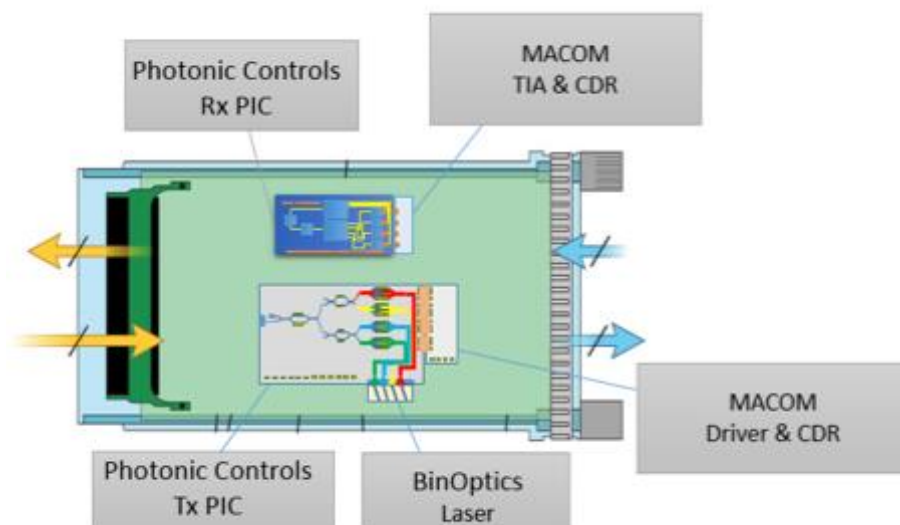 Photonic Controls
Rx PIC
MACOM
TIA & CDR
MACOM
Driver & CDR
Photonic Controls
Tx PIC
BinOptics
Laser